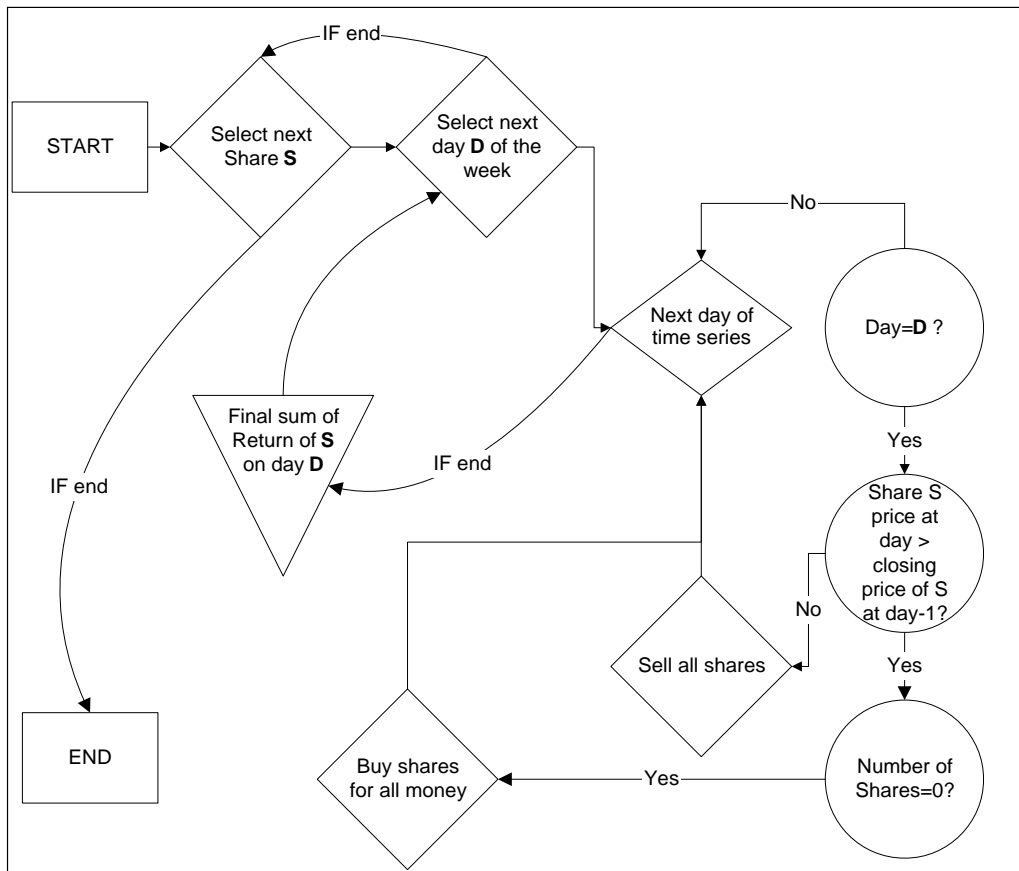 IF end
START
Select next
Share S
Select next
day D of the
week
No
Next day of
time series
Day=D ?
Final sum of
Return of S
on day D
IF end
Yes
IF end
Share S
price at
day >
closing
price of S
at day-1?
No
Sell all shares
Yes
END
Buy shares
for all money
Yes
Number of
Shares=0?